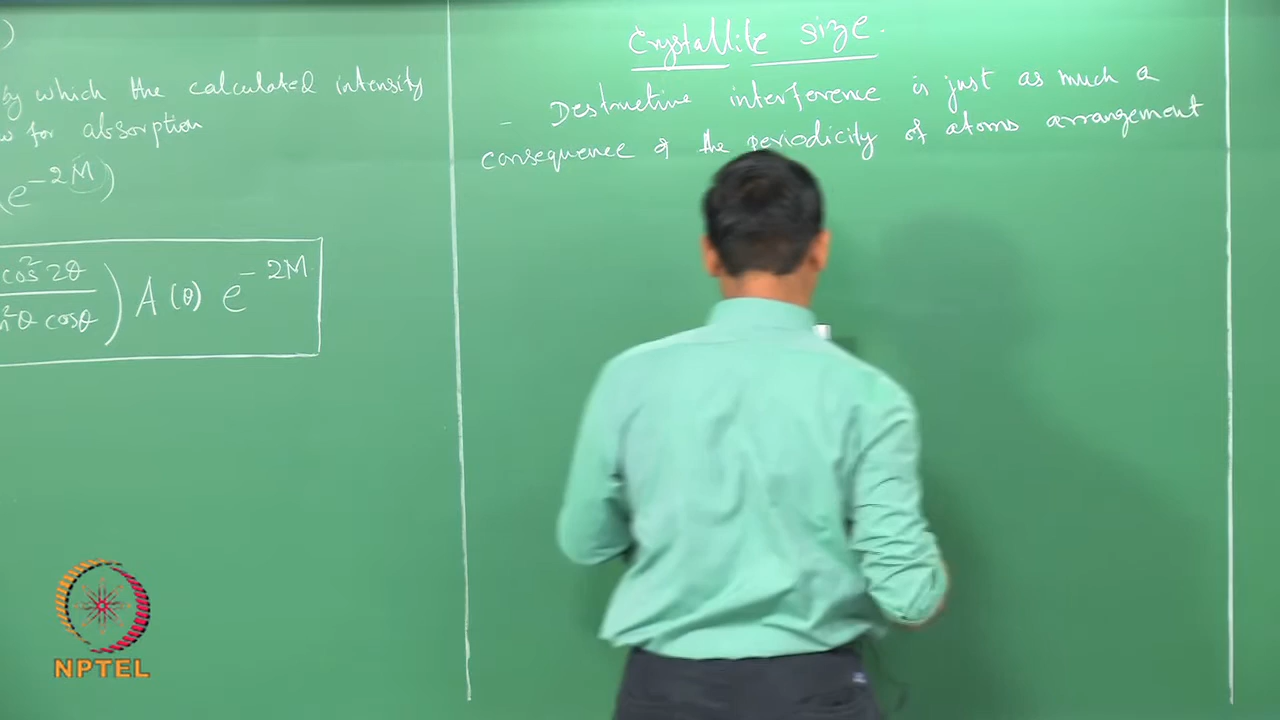 )
by which the calculated intensity
for absorption
(e^{-2M})
cos²2θ
²θ cosθ ) A(θ) e^{-2M}
Crystallite size.
- Destructive interference is just as much a
consequence of the periodicity of atoms arrangement
NPTEL